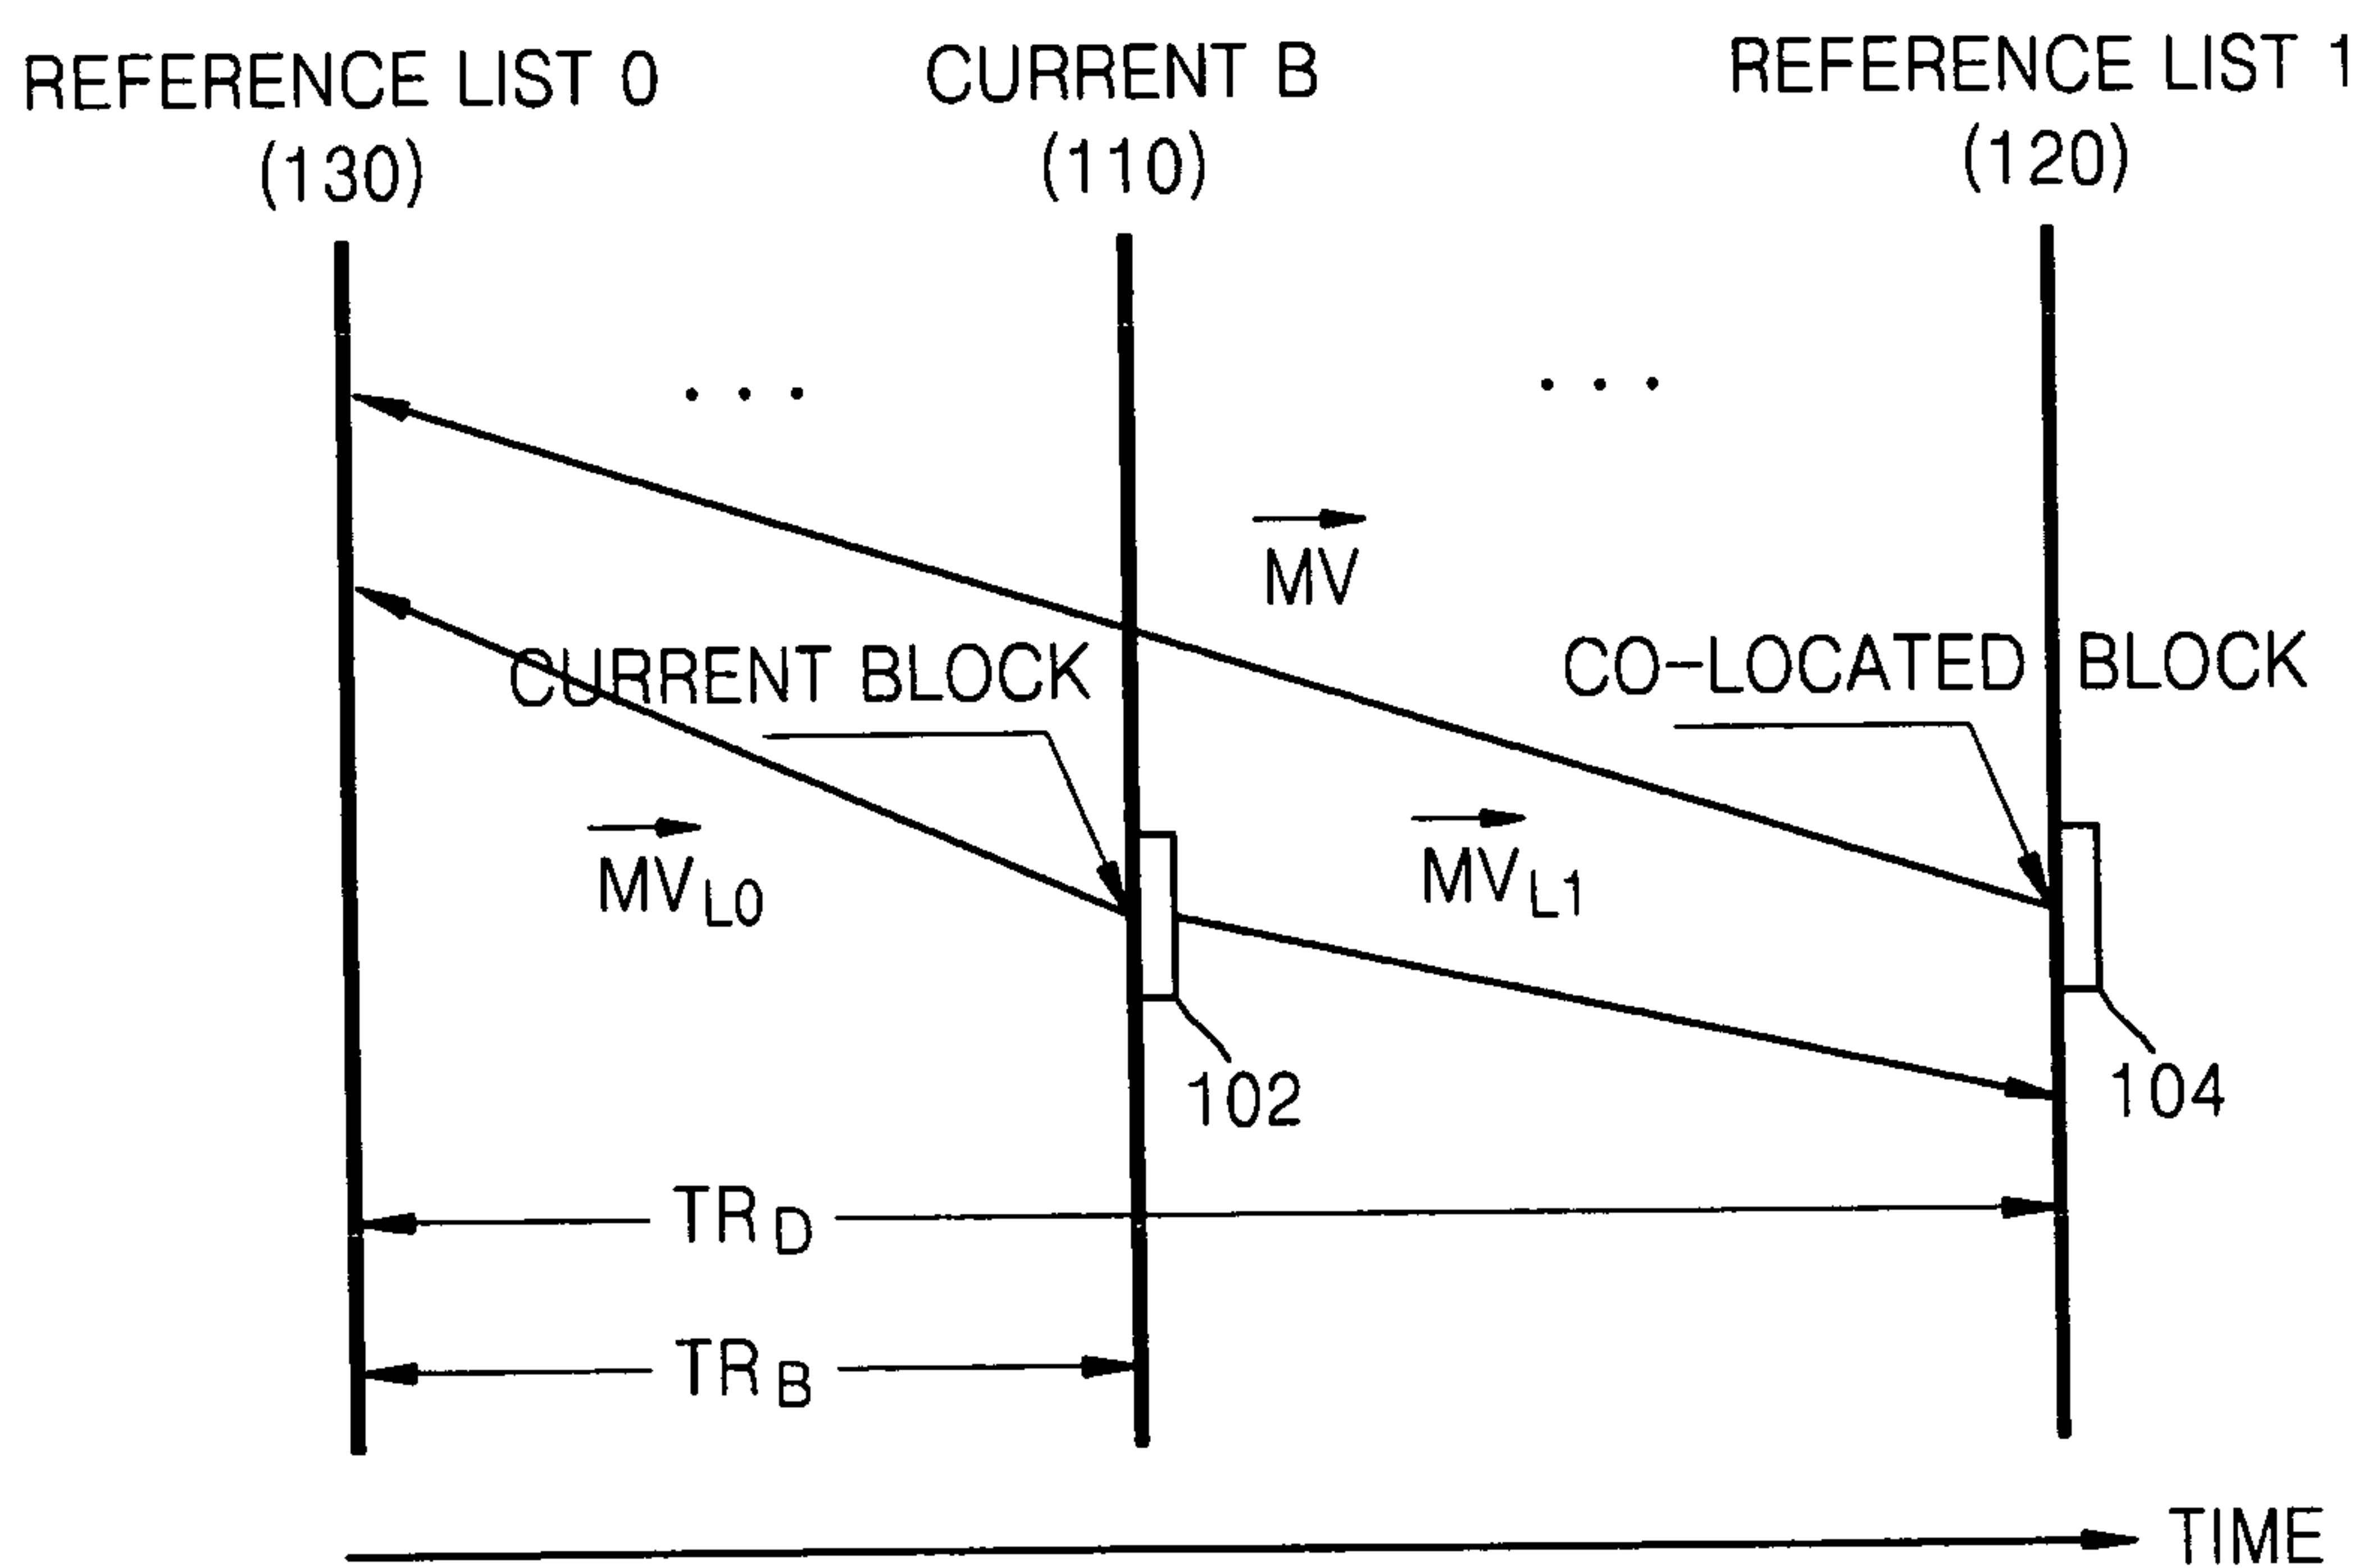 REFERENCE LIST 0
(130)
CURRENT B
(110)
REFERENCE LIST 1
(120)
MV
CURRENT BLOCK
CO-LOCATED BLOCK
MVL0
MVL1
102
104
TRD
TRB
TIME